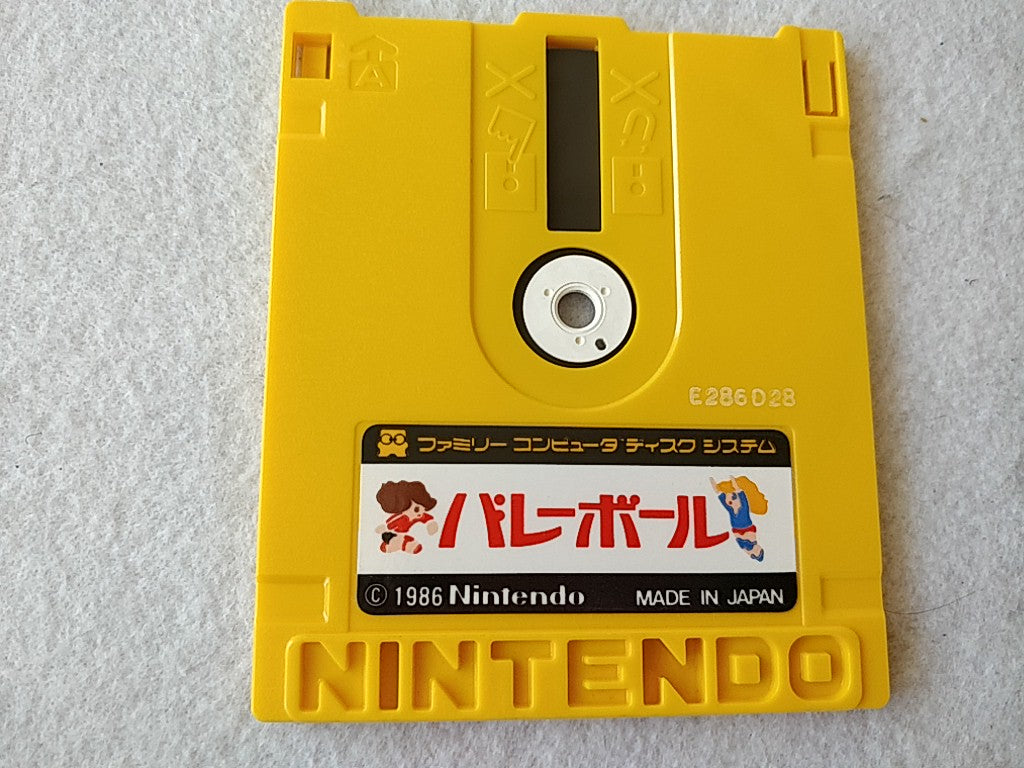 A
E286D28
ファミリー コンピュータ ディスク システム
バレーボール
© 1986 Nintendo MADE IN JAPAN
NINTENDO